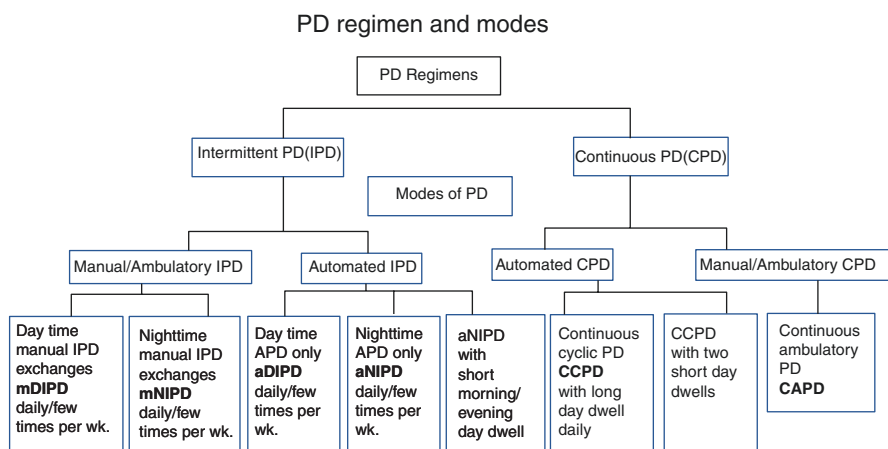 PD regimen and modes
PD Regimens
Intermittent PD(IPD)
Continuous PD(CPD)
Modes of PD
Manual/Ambulatory IPD
Automated IPD
Automated CPD
Manual/Ambulatory CPD
Day time
manual IPD
exchanges
mDIPD
daily/few
times per wk.
Nighttime
manual IPD
exchanges
mNIPD
daily/few
times per wk.
Day time
APD only
aDIPD
daily/few
times per
wk.
Nighttime
APD only
aNIPD
daily/few
times per
wk.
aNIPD
with
short
morning/
evening
day dwell
Continuous
cyclic PD
CCPD
with long
day dwell
daily
CCPD
with two
short day
dwells
Continuous
ambulatory
PD
CAPD